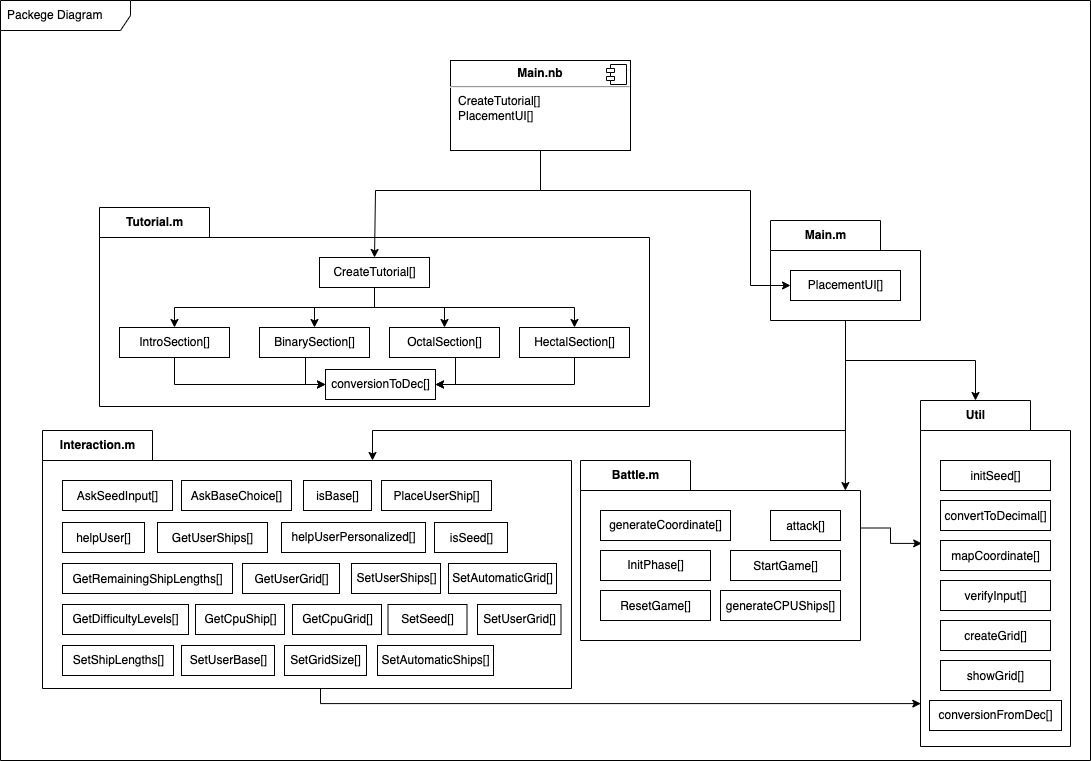 Packege Diagram
Main.nb
CreateTutorial[]
PlacementUI[]
Tutorial.m
CreateTutorial[]
IntroSection[]
BinarySection[]
OctalSection[]
HectalSection[]
conversionToDec[]
Main.m
PlacementUI[]
Interaction.m
AskSeedInput[]
AskBaseChoice[]
isBase[]
PlaceUserShip[]
helpUser[]
GetUserShips[]
helpUserPersonalized[]
isSeed[]
GetRemainingShipLengths[]
GetUserGrid[]
SetUserShips[]
SetAutomaticGrid[]
GetDifficultyLevels[]
GetCpuShip[]
GetCpuGrid[]
SetSeed[]
SetUserGrid[]
SetShipLengths[]
SetUserBase[]
SetGridSize[]
SetAutomaticShips[]
Battle.m
generateCoordinate[]
attack[]
InitPhase[]
StartGame[]
ResetGame[]
generateCPUShips[]
Util
initSeed[]
convertToDecimal[]
mapCoordinate[]
verifyInput[]
createGrid[]
showGrid[]
conversionFromDec[]